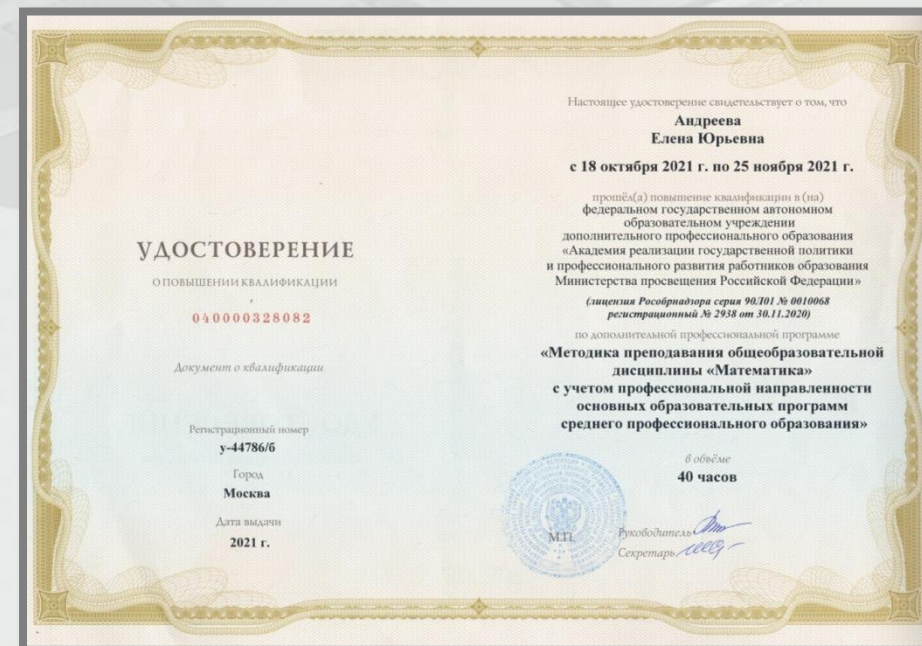 УДОСТОВЕРЕНИЕ
О ПОВЫШЕНИИ КВАЛИФИКАЦИИ
040000328082
Документ о квалификации
Регистрационный номер
у-44786/б
Город
Москва
Дата выдачи
2021 г.
Настоящее удостоверение свидетельствует о том, что
Андреева
Елена Юрьевна
с 18 октября 2021 г. по 25 ноября 2021 г.
прошёл(а) повышение квалификации в (на)
федеральном государственном автономном
образовательном учреждении
дополнительного профессионального образования
«Академия реализации государственной политики
и профессионального развития работников образования
Министерства просвещения Российской Федерации»
(лицензия Рособрнадзора серия 90Л01 № 0010068
регистрационный № 2938 от 30.11.2020)
по дополнительной профессиональной программе
«Методика преподавания общеобразовательной
дисциплины «Математика»
с учетом профессиональной направленности
основных образовательных программ
среднего профессионального образования»
в объёме
40 часов
М.П.
Руководитель
Секретарь